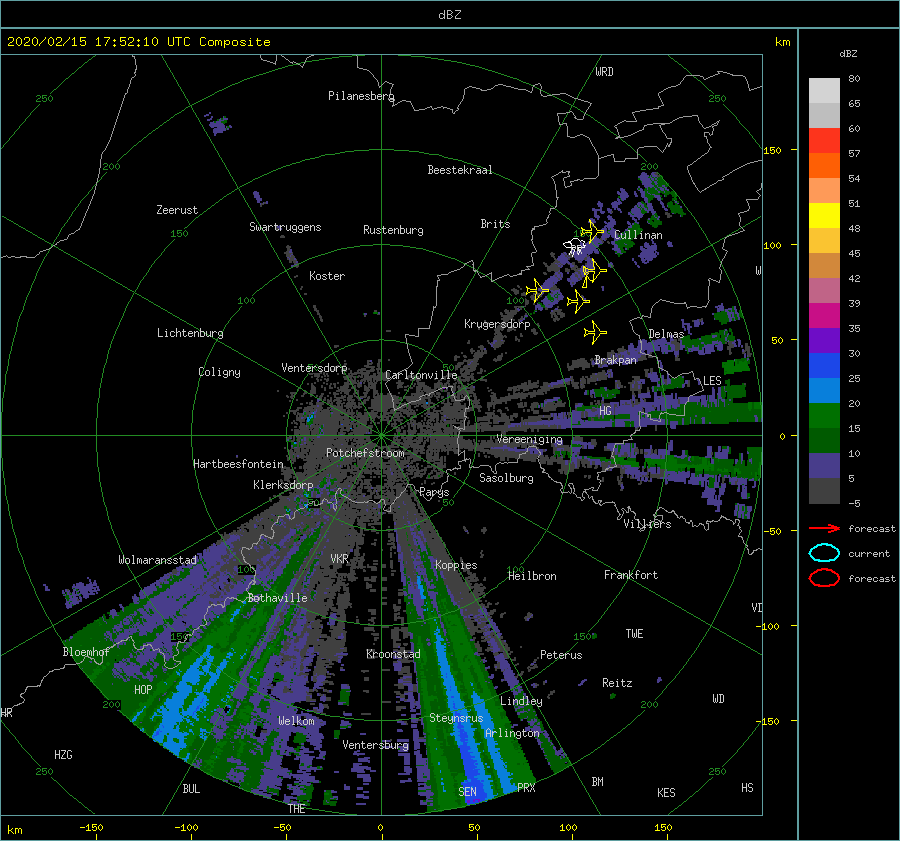 dBZ
2020/02/15 17:52:10 UTC Composite
km
dBZ
WRD
250
Pilanesberg
250
80
65
60
57
54
51
48
45
42
39
35
30
25
20
15
10
5
-5
forecast
current
forecast
150
100
50
0
-50
-100
-150
200
Beestekraal
200
Zeerust
150
Swartruggens
Rustenburg
Brits
Cullinan
Koster
W
100
100
Krugersdorp
Lichtenburg
Delmas
Coligny
Ventersdorp
Carltonville
Brakpan
LES
HG
Vereeniging
Potchefstroom
Hartbeesfontein
Klerksdorp
Sasolburg
Parys
50
50
Villiers
Wolmaransstad
VKR
Koppies
100
100
Heilbron
Frankfort
Bothaville
VI
150
150
TWE
Bloemhof
Kroonstad
Peterus
HOP
Reitz
200
200
WD
HR
Welkom
Steynsrus
Lindley
Arlington
HZG
Ventersburg
250
250
BUL
SEN
PRX
BM
KES
HS
THE
km
-150
-100
-50
0
50
100
150